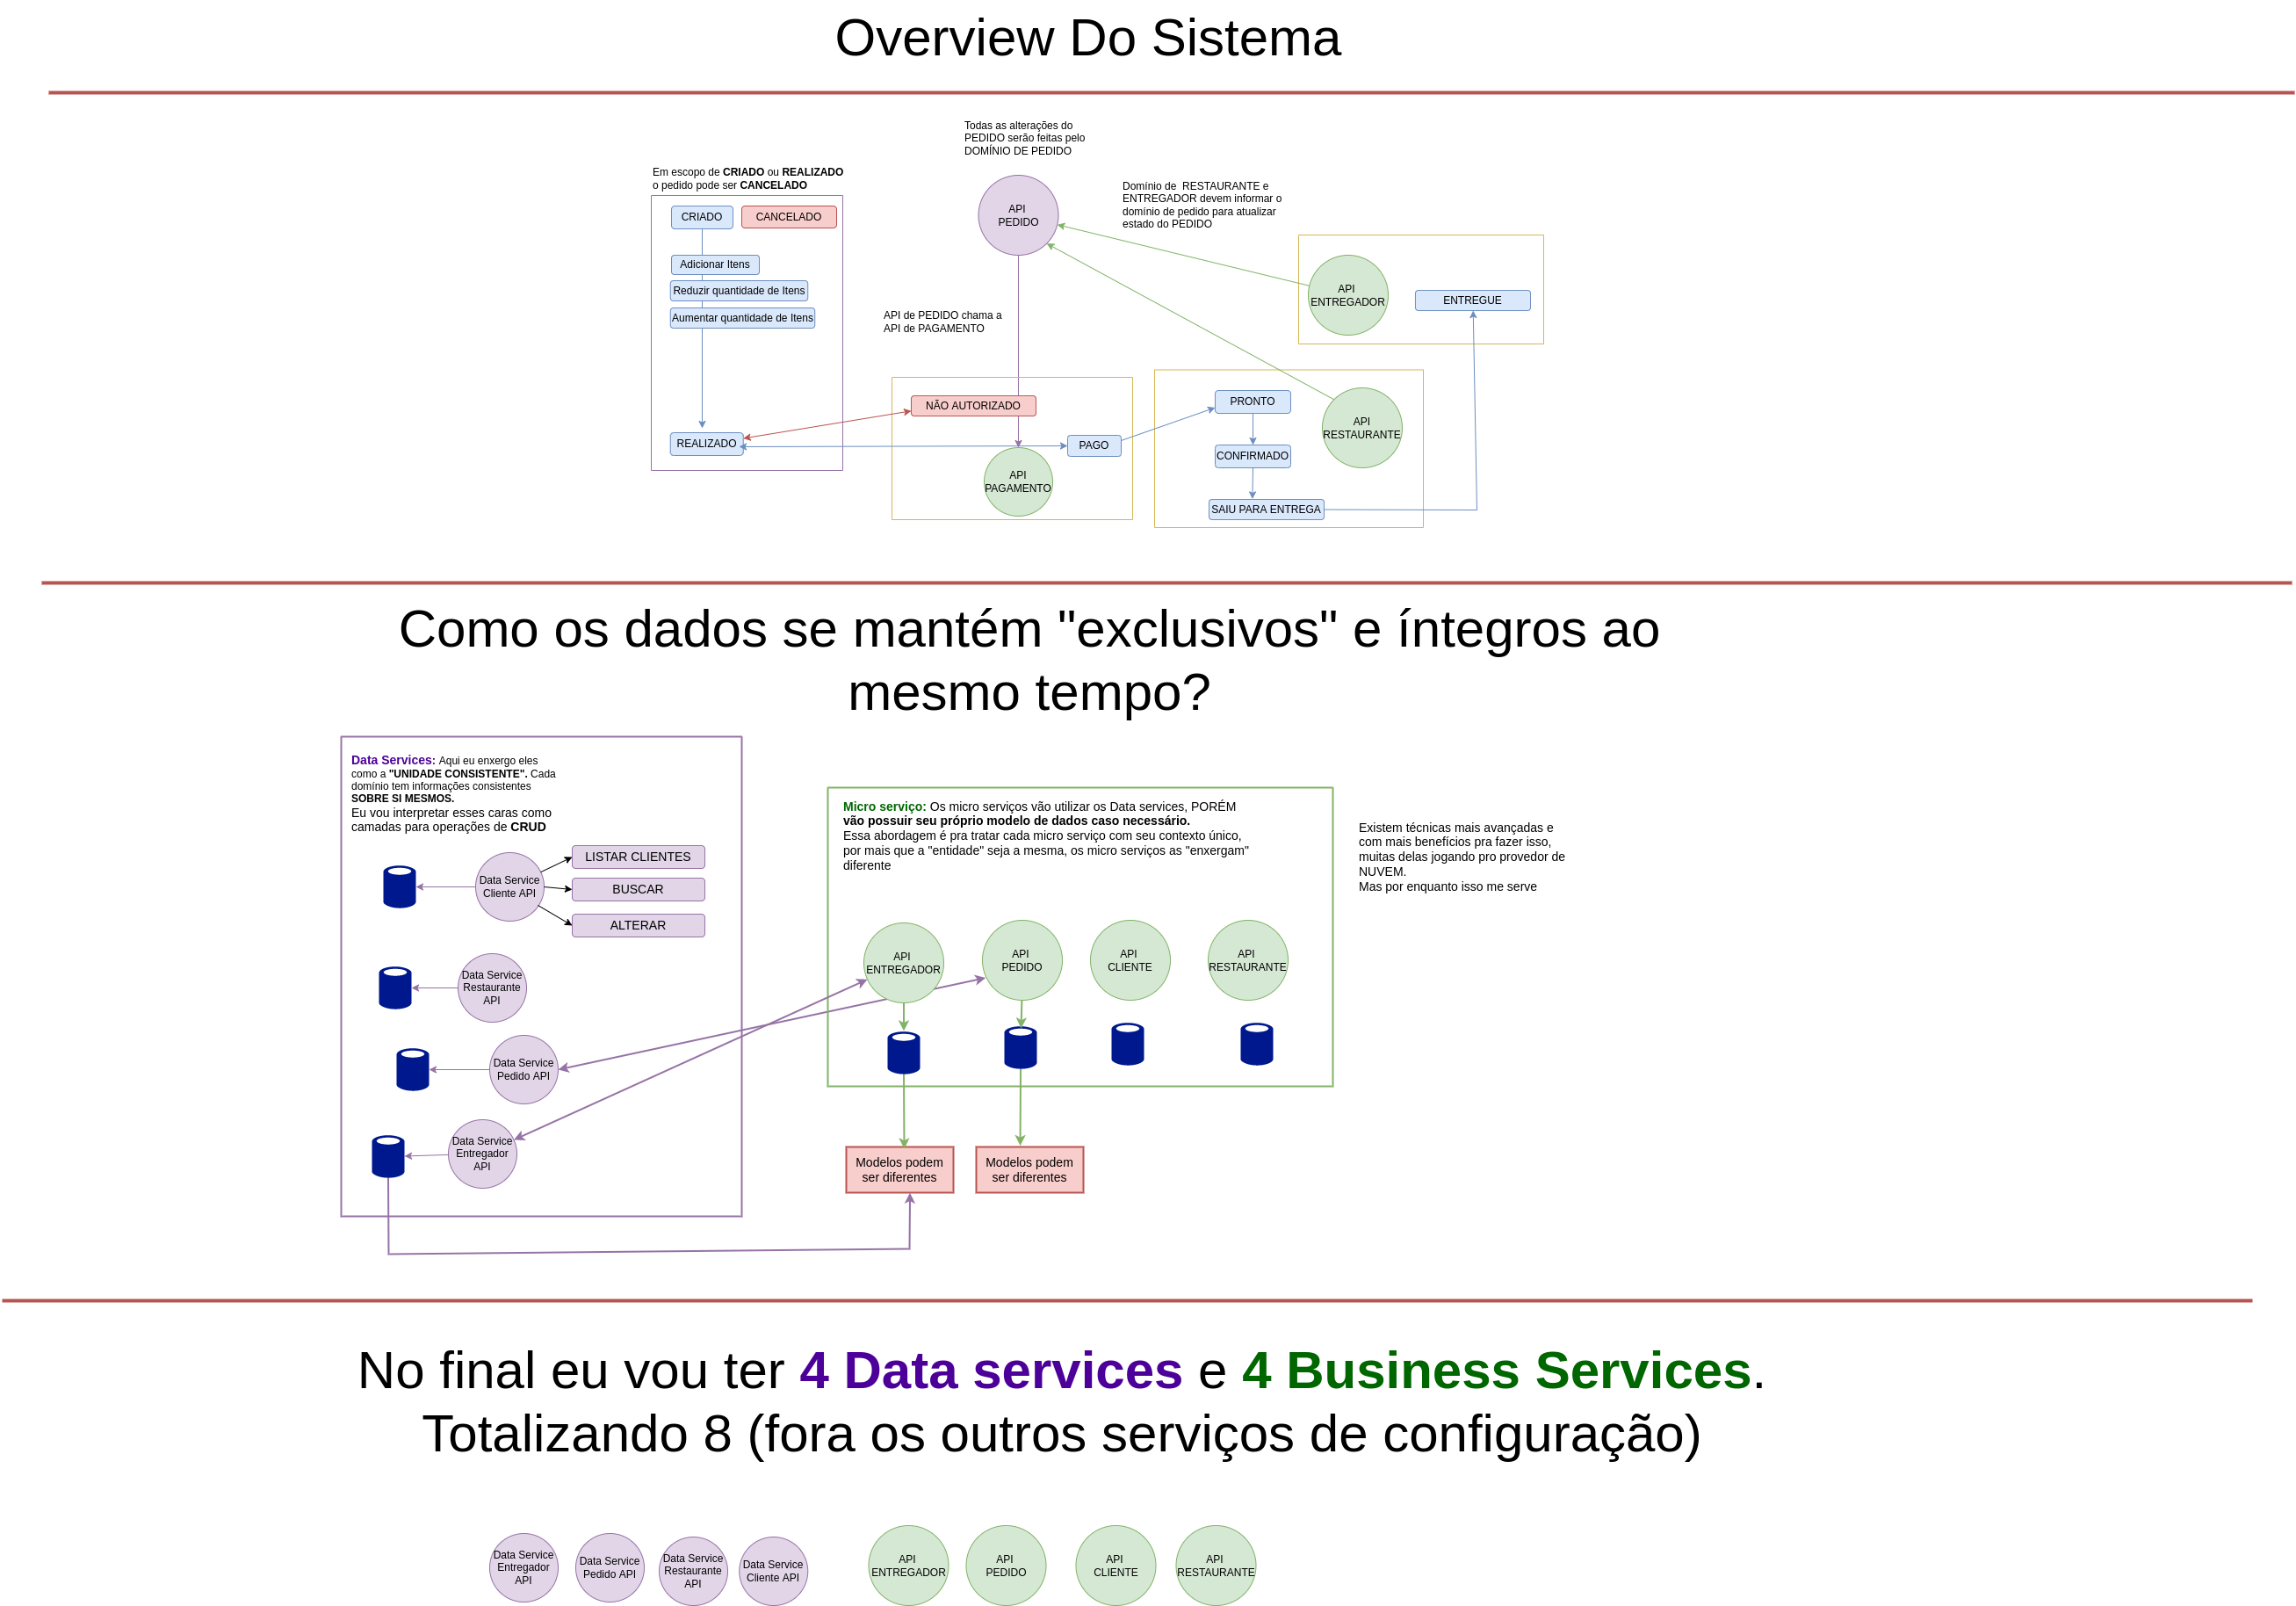 Overview Do Sistema
Todas as alterações do
PEDIDO serão feitas pelo
DOMÍNIO DE PEDIDO
Em escopo de CRIADO ou REALIZADO
o pedido pode ser CANCELADO
Domínio de  RESTAURANTE e
ENTREGADOR devem informar o
domínio de pedido para atualizar
estado do PEDIDO
CRIADO
CANCELADO
Adicionar Itens
Reduzir quantidade de Itens
Aumentar quantidade de Itens
REALIZADO
API
PEDIDO
API de PEDIDO chama a
API de PAGAMENTO
NÃO AUTORIZADO
PAGO
API
PAGAMENTO
PRONTO
CONFIRMADO
SAIU PARA ENTREGA
API
RESTAURANTE
API
ENTREGADOR
ENTREGUE
Como os dados se mantém "exclusivos" e íntegros ao
mesmo tempo?
Data Services: Aqui eu enxergo eles
como a "UNIDADE CONSISTENTE". Cada
domínio tem informações consistentes
SOBRE SI MESMOS.
Eu vou interpretar esses caras como
camadas para operações de CRUD
Data Service
Cliente API
LISTAR CLIENTES
BUSCAR
ALTERAR
Data Service
Restaurante
API
Data Service
Pedido API
Data Service
Entregador
API
Micro serviço: Os micro serviços vão utilizar os Data services, PORÉM
vão possuir seu próprio modelo de dados caso necessário.
Essa abordagem é pra tratar cada micro serviço com seu contexto único,
por mais que a "entidade" seja a mesma, os micro serviços as "enxergam"
diferente
API
ENTREGADOR
API
PEDIDO
API
CLIENTE
API
RESTAURANTE
Modelos podem
ser diferentes
Modelos podem
ser diferentes
Existem técnicas mais avançadas e
com mais benefícios pra fazer isso,
muitas delas jogando pro provedor de
NUVEM.
Mas por enquanto isso me serve
No final eu vou ter 4 Data services e 4 Business Services.
Totalizando 8 (fora os outros serviços de configuração)
Data Service
Entregador
API
Data Service
Pedido API
Data Service
Restaurante
API
Data Service
Cliente API
API
ENTREGADOR
API
PEDIDO
API
CLIENTE
API
RESTAURANTE